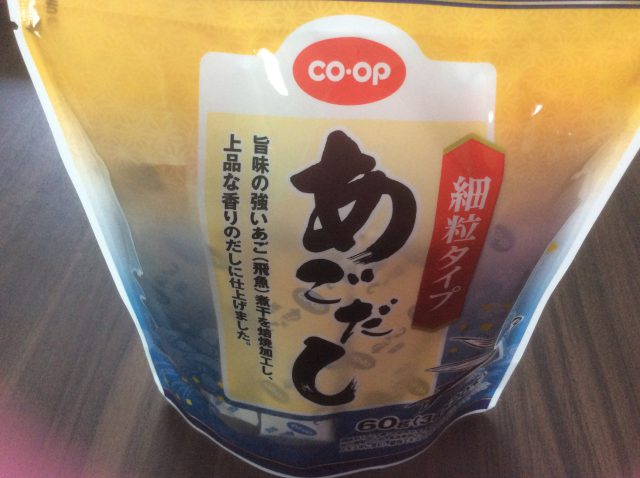 CO・OP
細粒タイプ
あごだし
旨味の強いあご(飛魚)煮干を焙焼加工し、
上品な香りのだしに仕上げました。
60g(3g